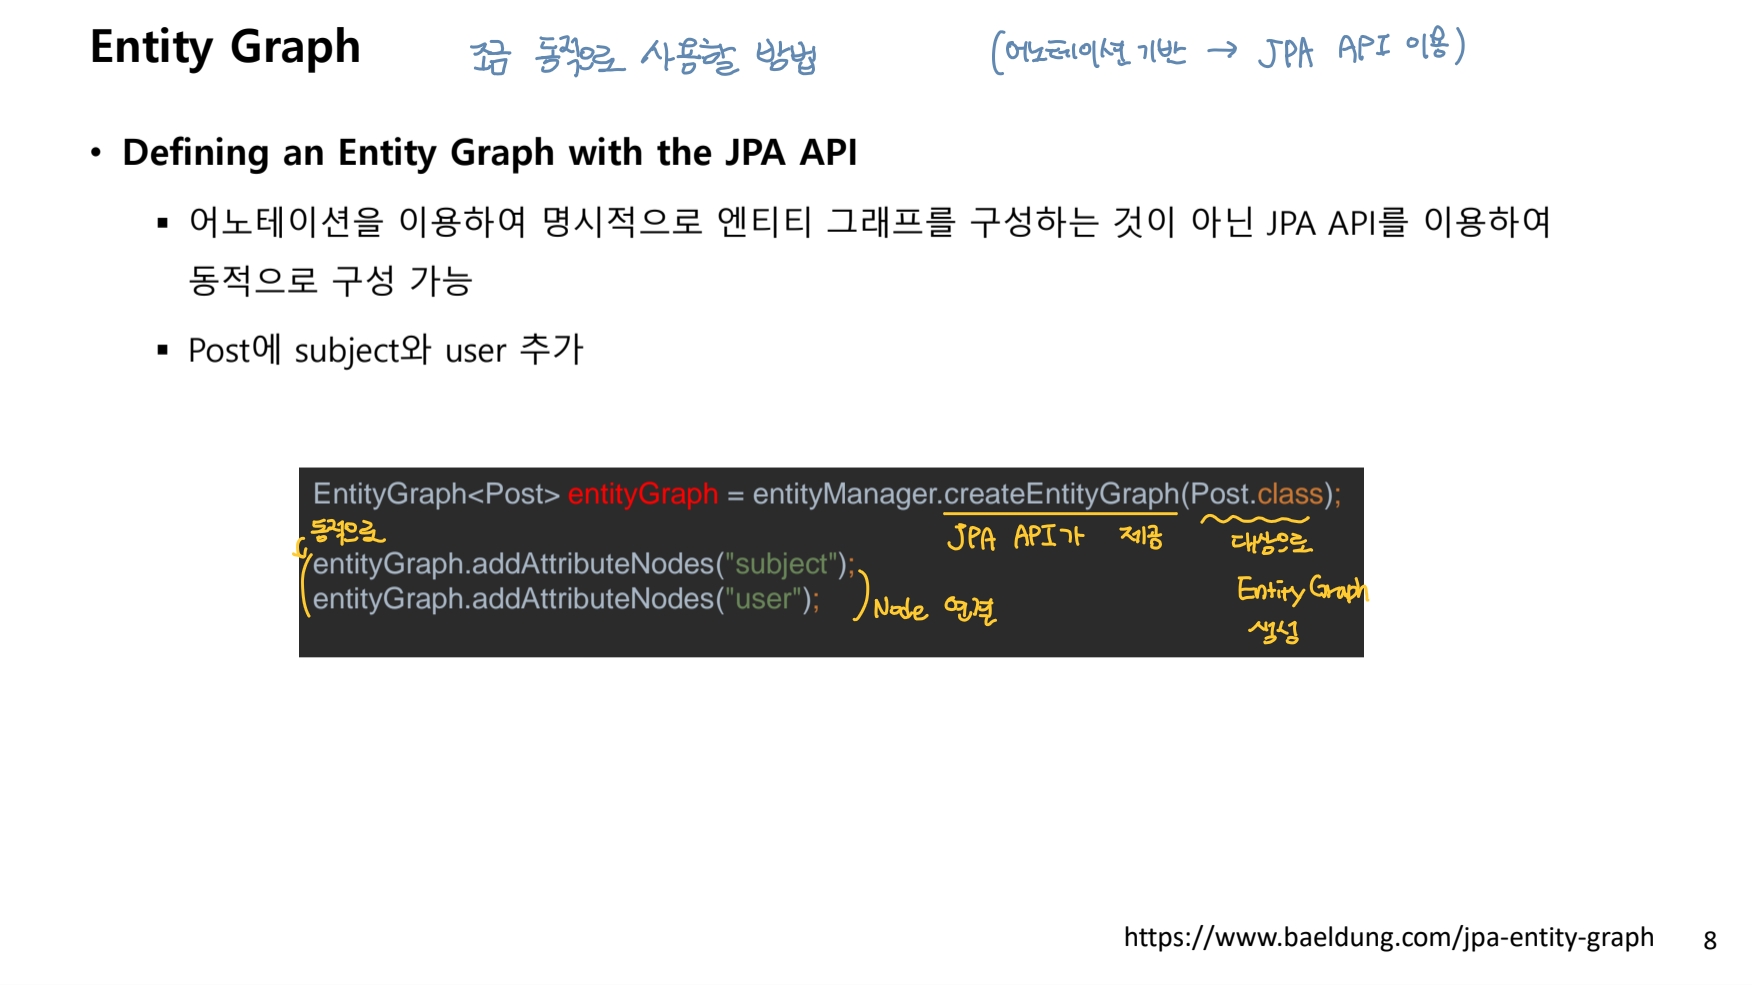 Entity Graph 조금 동적으로 사용할 방법 (어노테이션 기반 → JPA API 이용)
• Defining an Entity Graph with the JPA API
▪ 어노테이션을 이용하여 명시적으로 엔티티 그래프를 구성하는 것이 아닌 JPA API를 이용하여
동적으로 구성 가능
▪ Post에 subject와 user 추가
EntityGraph<Post> entityGraph = entityManager.createEntityGraph(Post.class);
동적으로 JPA API가 제공 대상으로
entityGraph.addAttributeNodes("subject");
Entity Graph
entityGraph.addAttributeNodes("user"); Node 연결
생성
https://www.baeldung.com/jpa-entity-graph 8